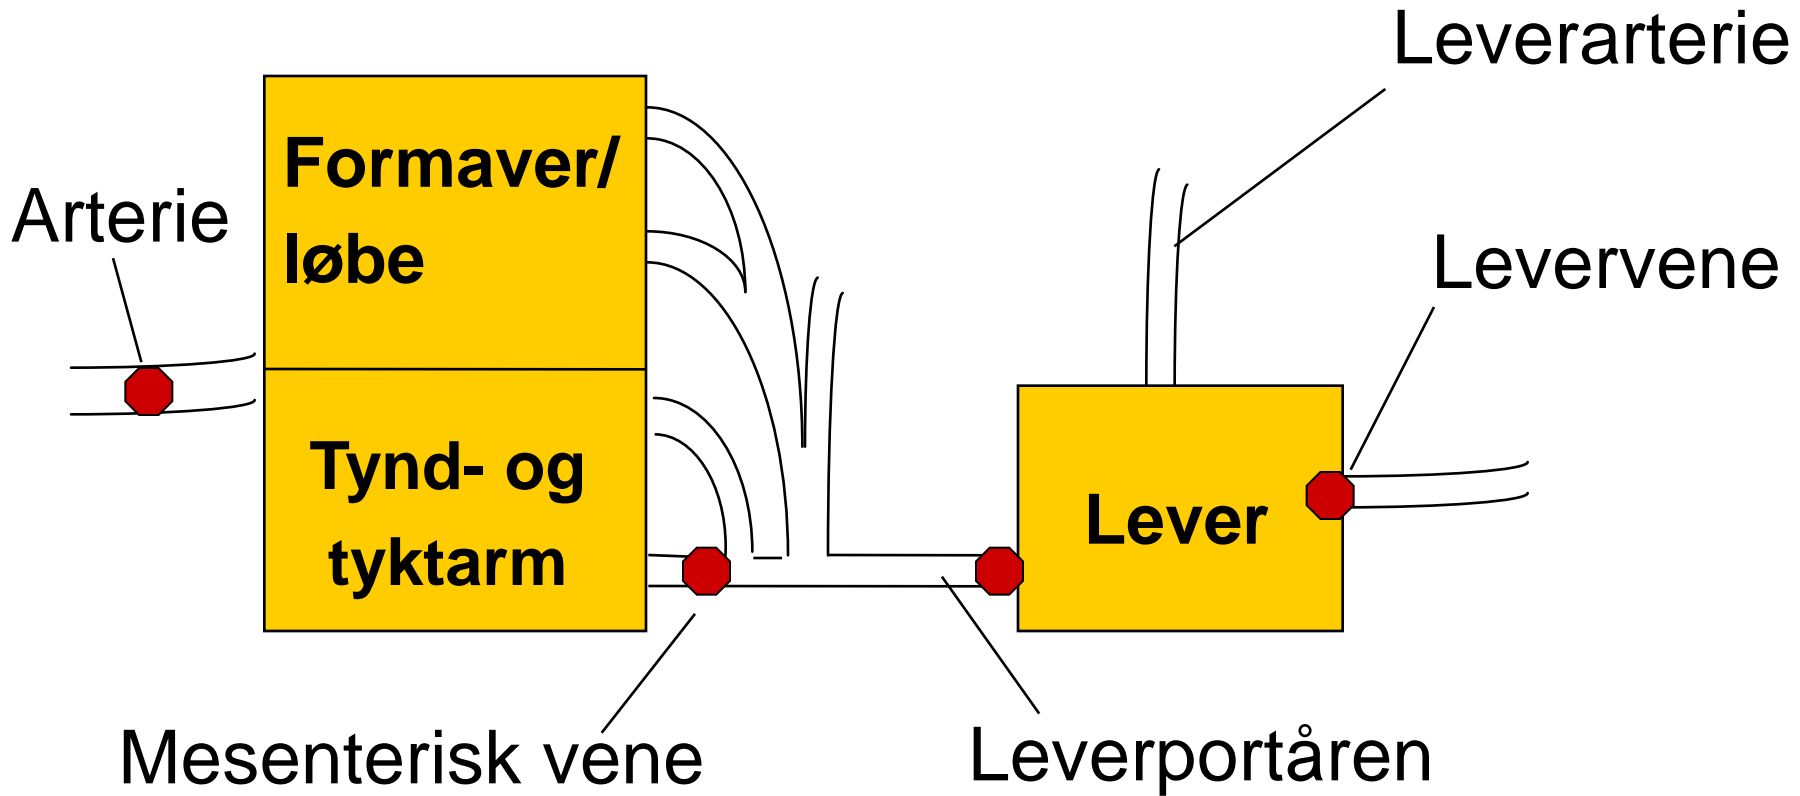 Leverarterie
Formaver/
løbe
Arterie
Levervene
Tynd- og
tyktarm
Lever
Mesenterisk vene
Leverportåren